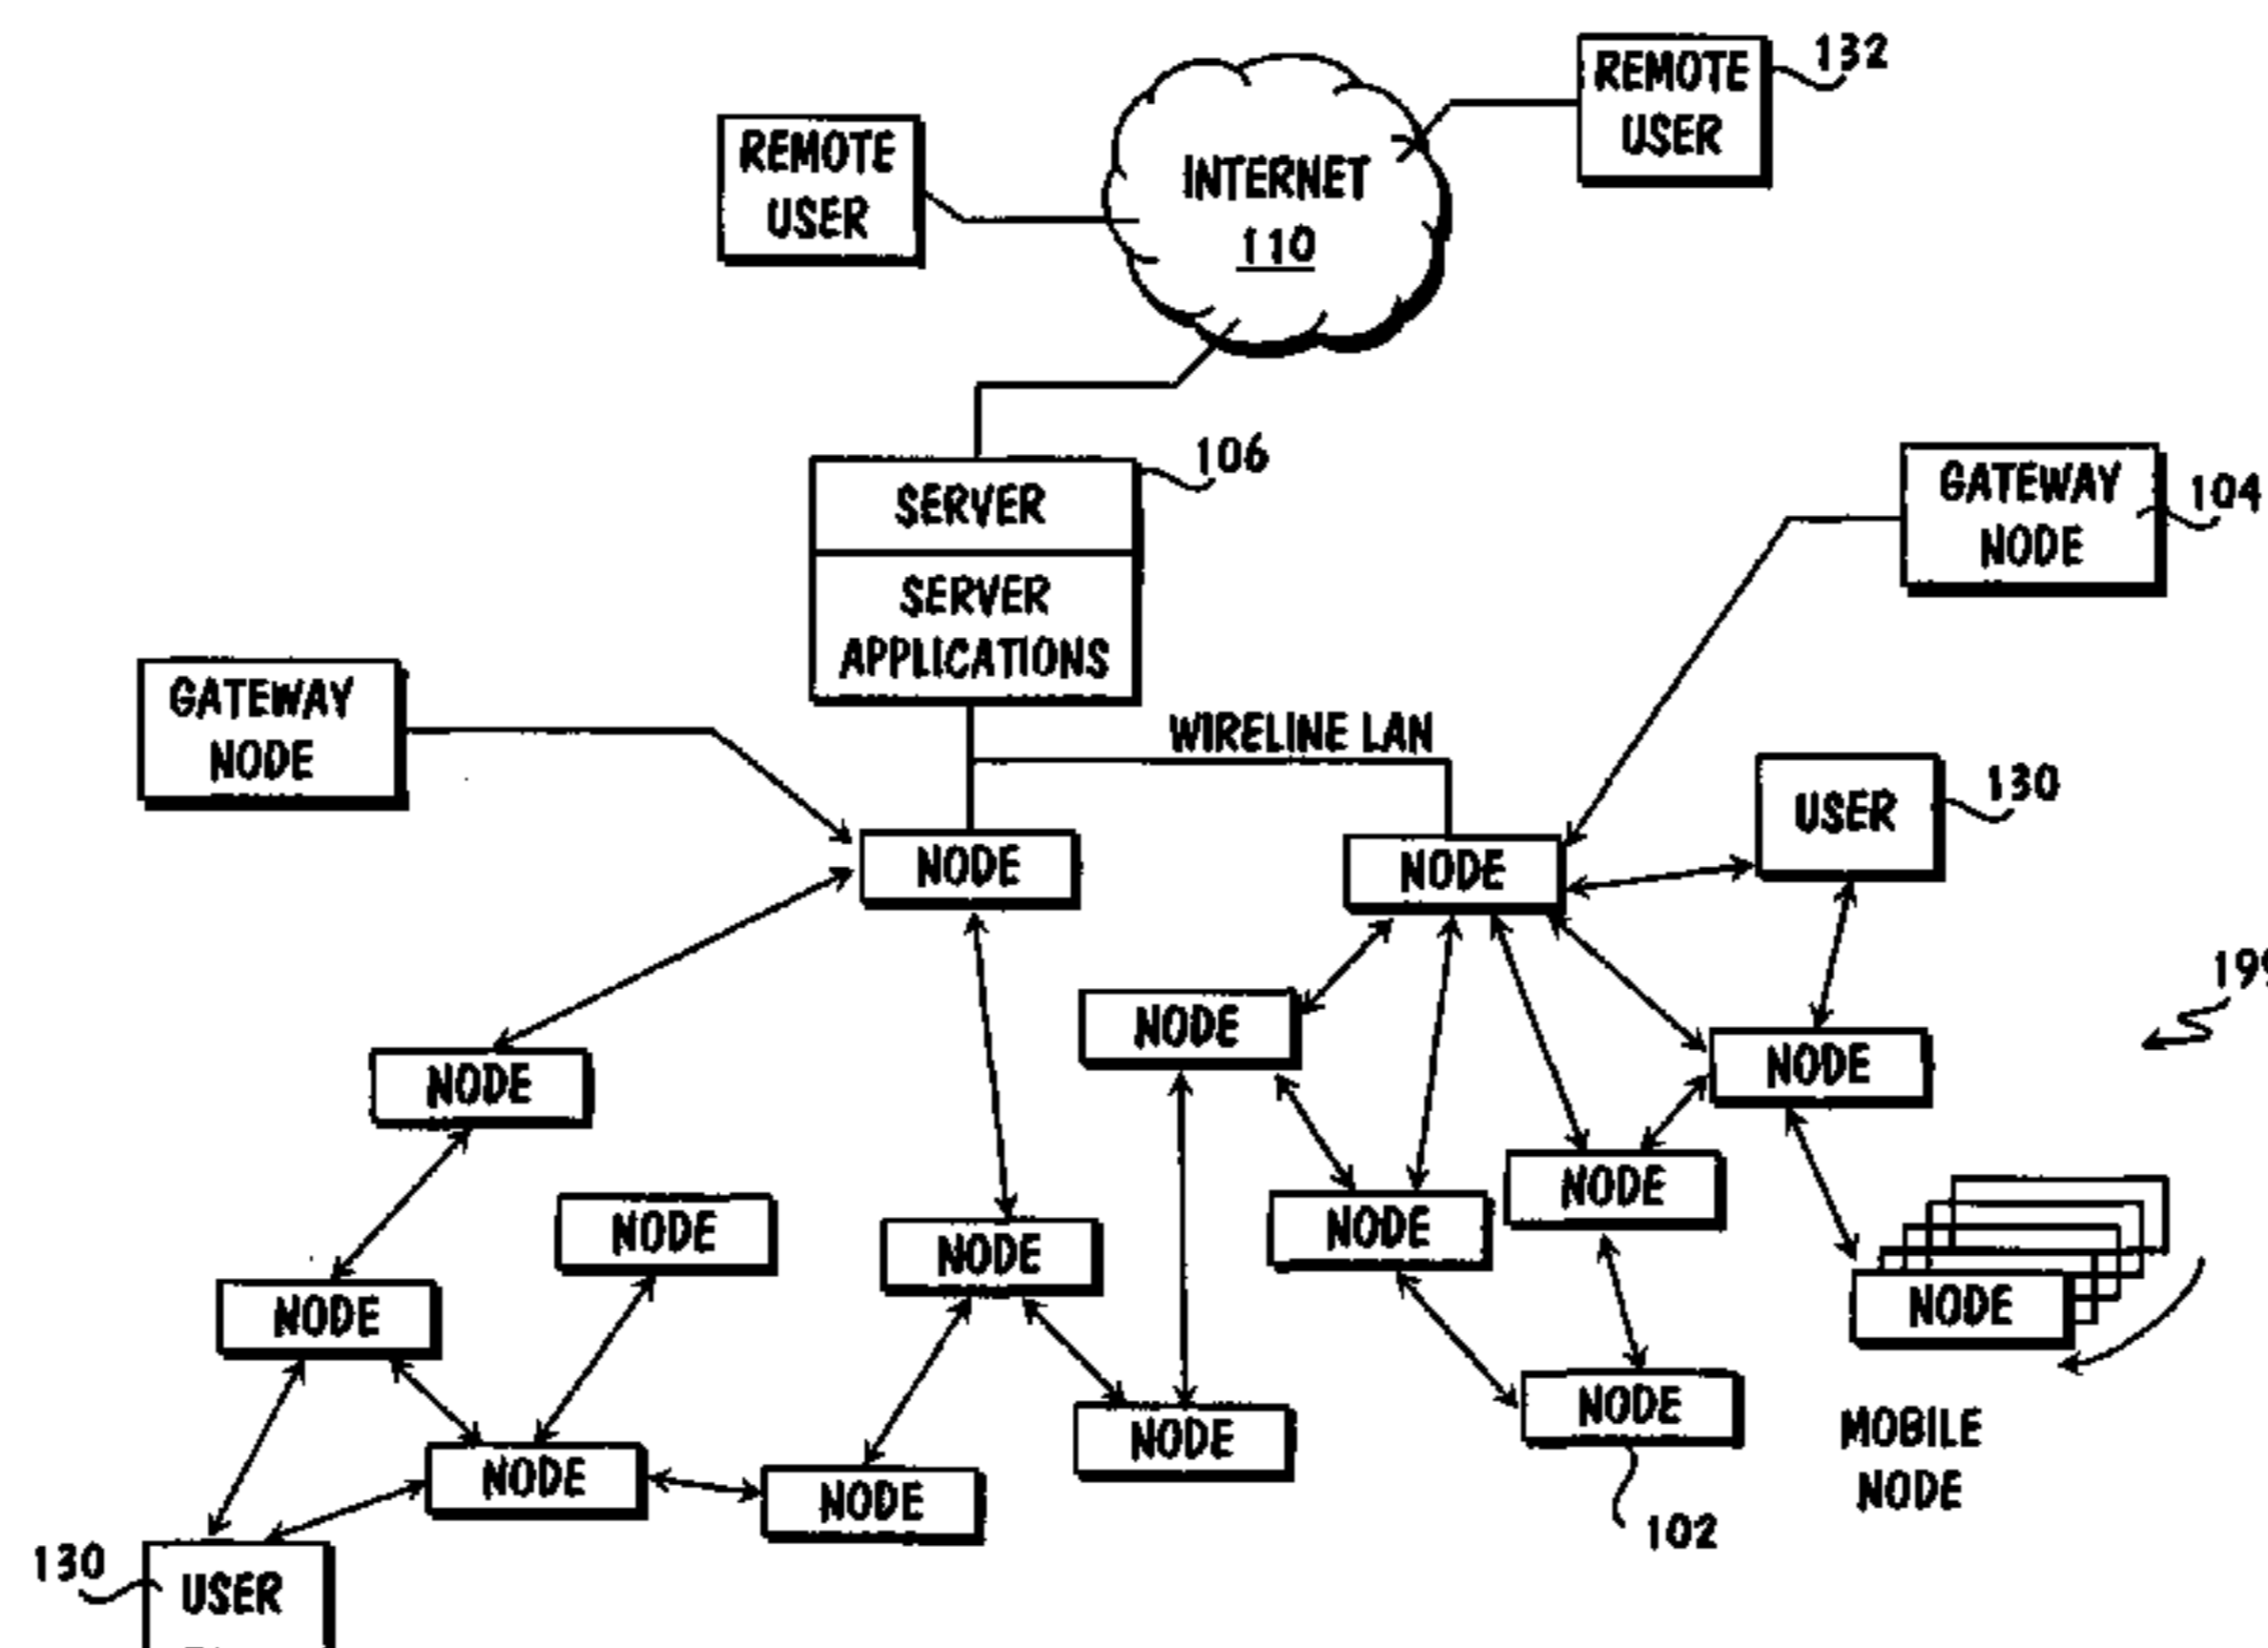 132
REMOTE
USER
REMOTE
USER
INTERNET
110
106
SERVER
SERVER
APPLICATIONS
GATEWAY
NODE
104
GATEWAY
NODE
WIRELINE LAN
USER
130
NODE
NODE
199
NODE
NODE
NODE
NODE
NODE
NODE
NODE
NODE
NODE
NODE
NODE
NODE
NODE
NODE
MOBILE
NODE
102
130
USER